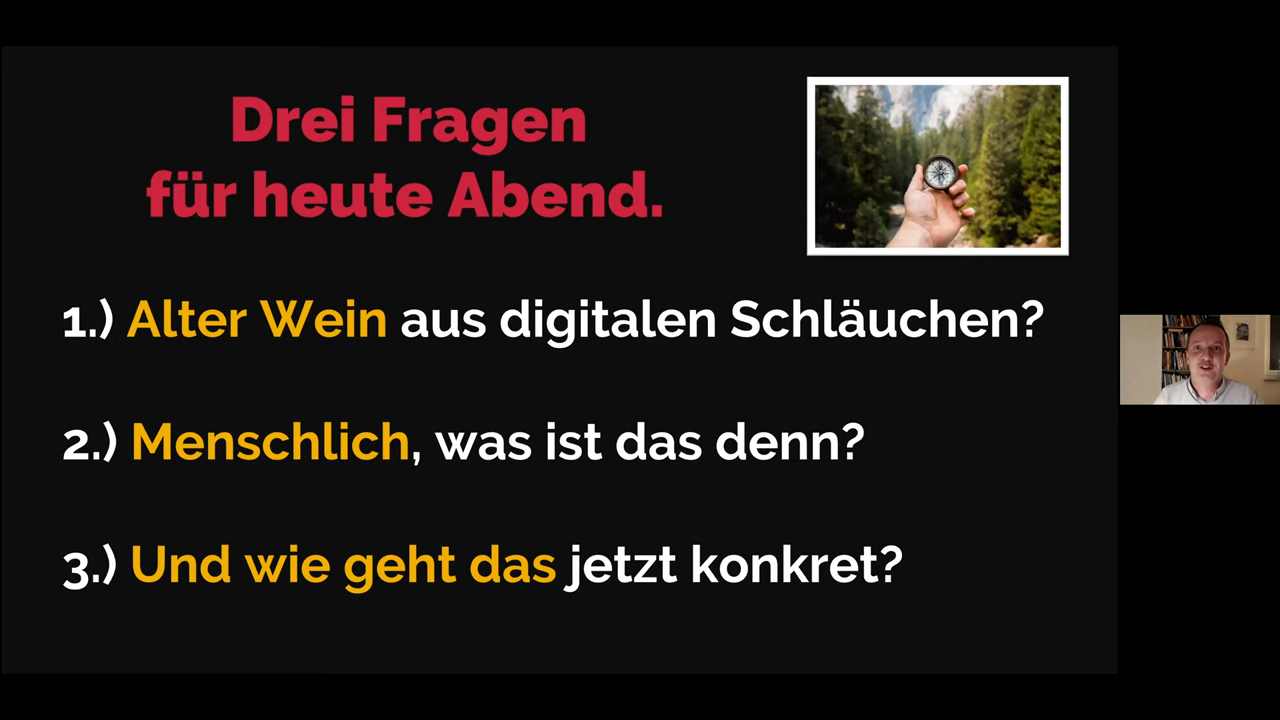 Drei Fragen
für heute Abend.
1.) Alter Wein aus digitalen Schläuchen?
2.) Menschlich, was ist das denn?
3.) Und wie geht das jetzt konkret?